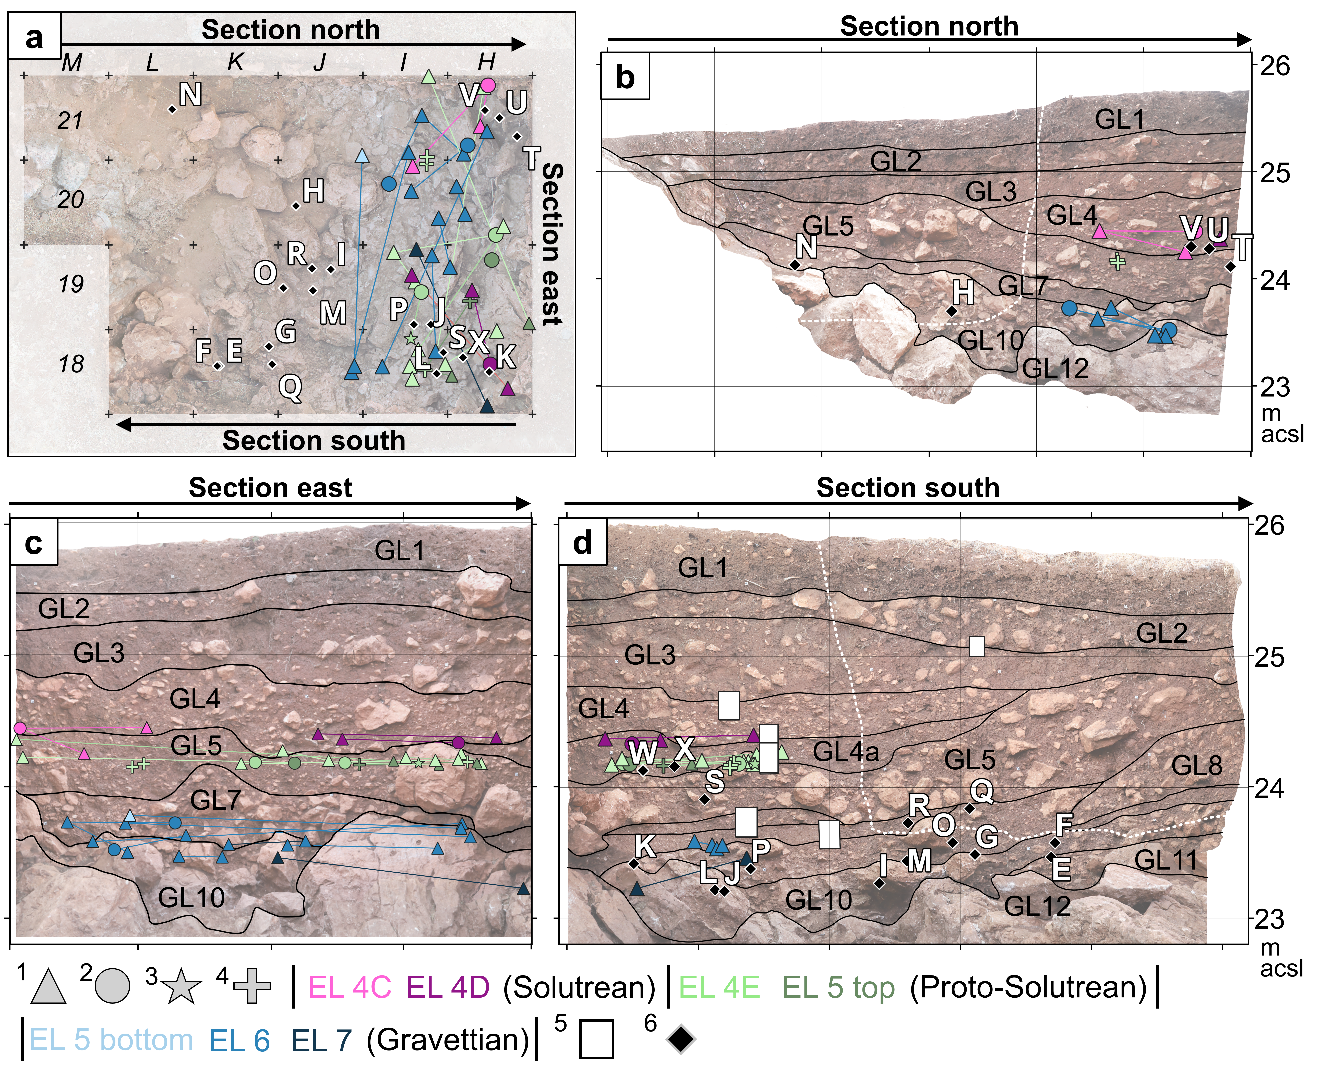 a
Section north
M L K J I H
21
20
19
18
N
V
U
T
H
R
I
O
M
P
J
G
S
X
F
E
L
K
Q
Section east
Section south
Section north
b
GL1
GL2
GL3
GL5
GL4
N
V
U
T
H
GL7
GL10
GL12
26
25
24
23
m
acsl
Section east
c
GL1
GL2
GL3
GL4
GL5
GL7
GL10
Section south
d
GL1
GL2
GL3
GL4
GL4a
GL5
GL8
W
X
S
Q
R
O
G
F
K
P
L
J
I
M
E
GL10
GL11
GL12
26
25
24
23
m
acsl
1 2 3 4 EL 4C EL 4D (Solutrean) EL 4E EL 5 top (Proto-Solutrean)
EL 5 bottom EL 6 EL 7 (Gravettian) 5 6